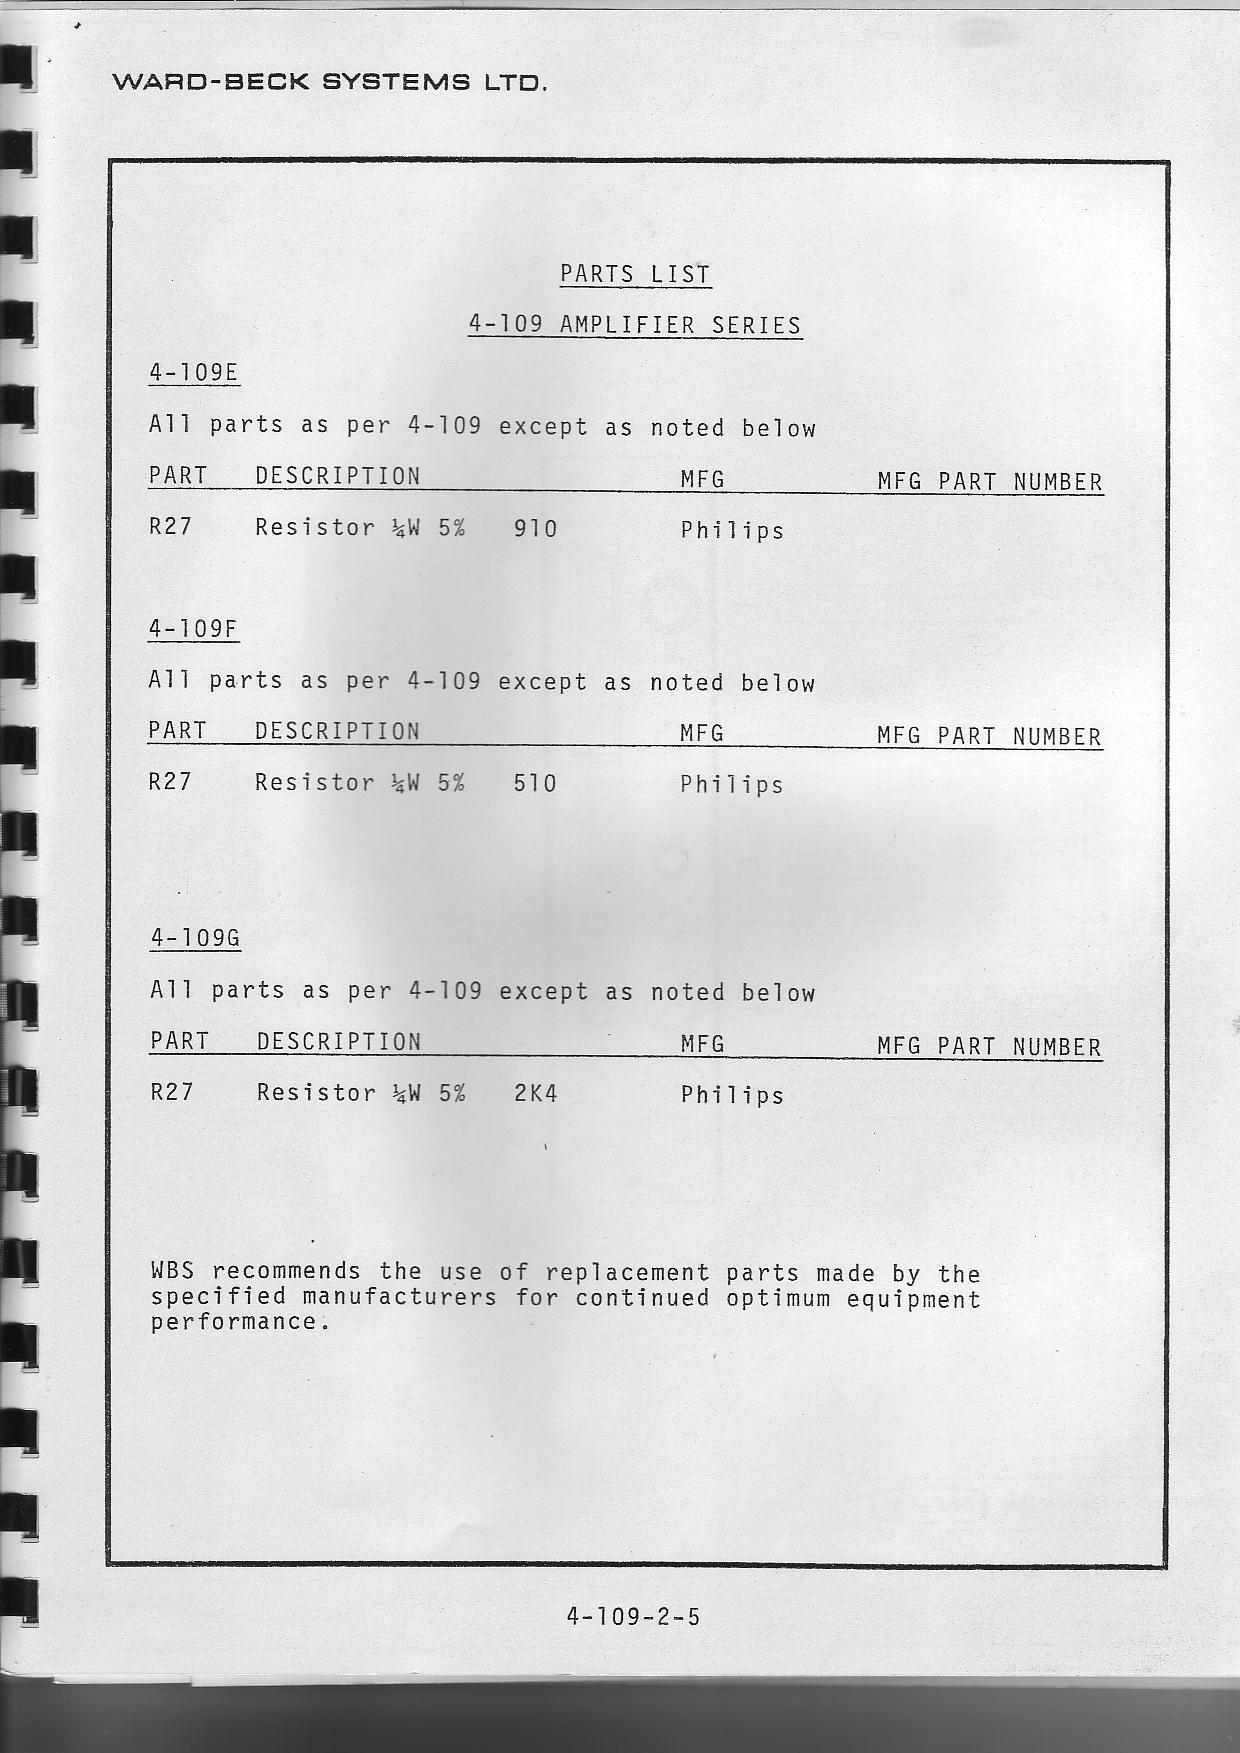 WARD-BECK SYSTEMS LTD.
PARTS LIST
4-109 AMPLIFIER SERIES
4-109E
All parts as per 4-109 except as noted below
PART DESCRIPTION MFG MFG PART NUMBER
R27 Resistor ¼W 5% 910 Philips
4-109F
All parts as per 4-109 except as noted below
PART DESCRIPTION MFG MFG PART NUMBER
R27 Resistor ¼W 5% 510 Philips
4-109G
All parts as per 4-109 except as noted below
PART DESCRIPTION MFG MFG PART NUMBER
R27 Resistor ¼W 5% 2K4 Philips
WBS recommends the use of replacement parts made by the
specified manufacturers for continued optimum equipment
performance.
4-109-2-5